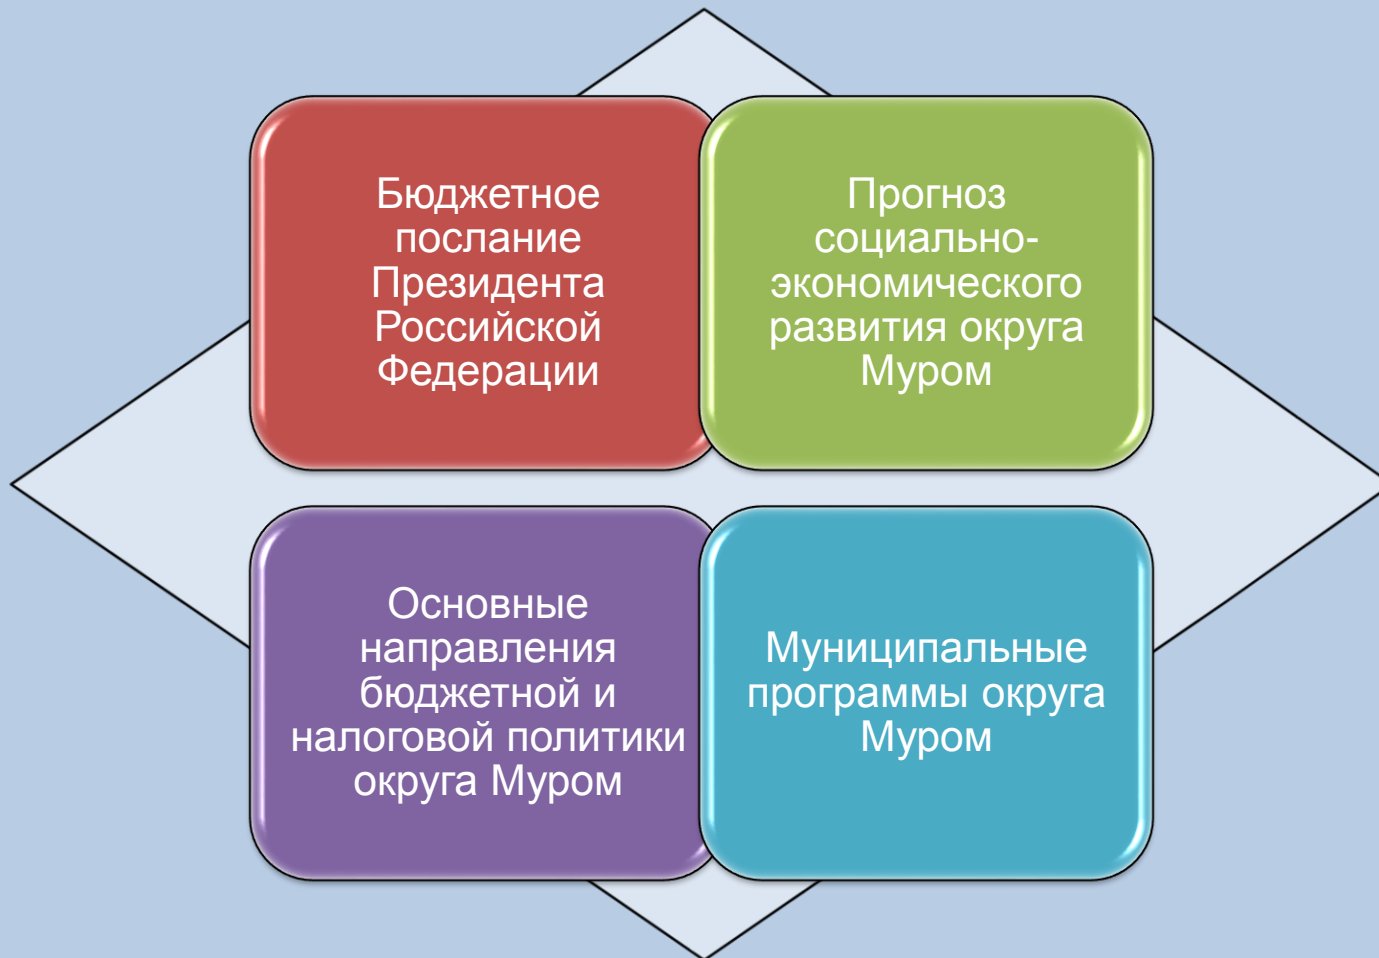 Бюджетное
послание
Президента
Российской
Федерации
Прогноз
социально-
экономического
развития округа
Муром
Основные
направления
бюджетной и
налоговой политики
округа Муром
Муниципальные
программы округа
Муром